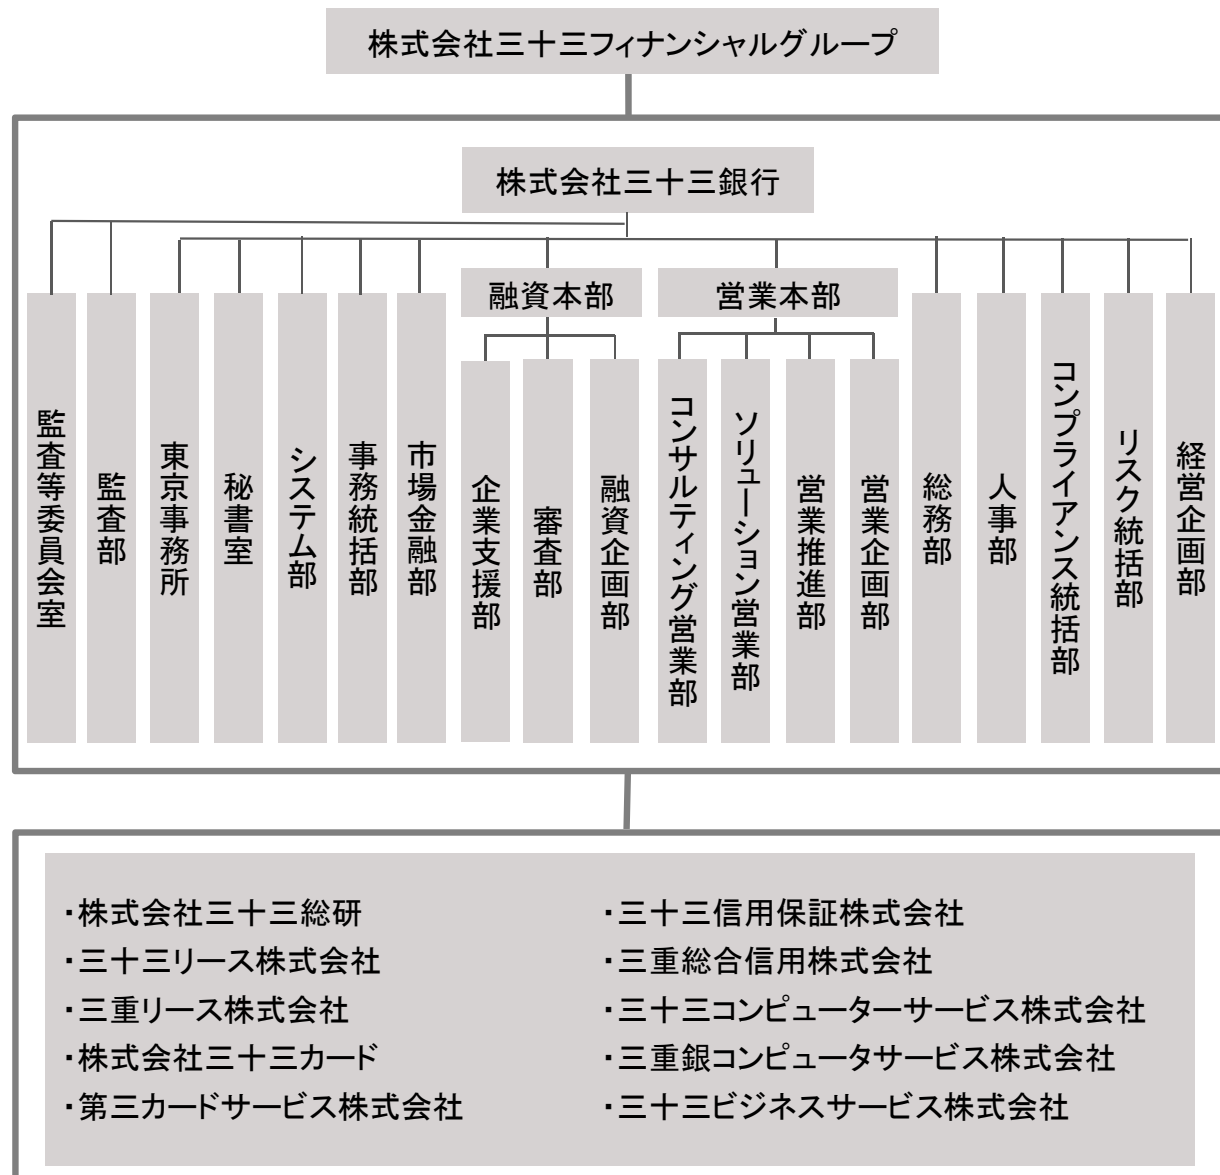 株式会社三十三フィナンシャルグループ
株式会社三十三銀行
融資本部
営業本部
監査等委員会室
監査部
東京事務所
秘書室
システム部
事務統括部
市場金融部
企業支援部
審査部
融資企画部
コンサルティング営業部
ソリューション営業部
営業推進部
営業企画部
総務部
人事部
コンプライアンス統括部
リスク統括部
経営企画部
・株式会社三十三総研
・三十三リース株式会社
・三重リース株式会社
・株式会社三十三カード
・第三カードサービス株式会社
・三十三信用保証株式会社
・三重総合信用株式会社
・三十三コンピューターサービス株式会社
・三重銀コンピュータサービス株式会社
・三十三ビジネスサービス株式会社